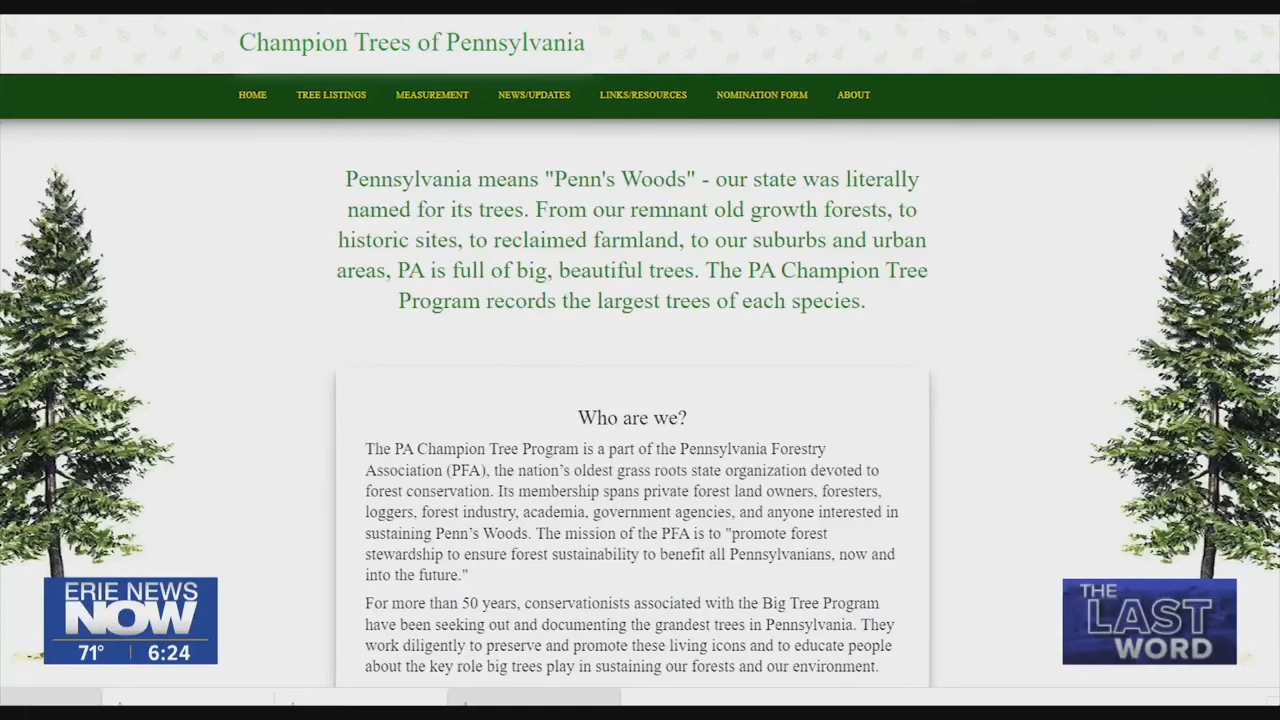 Champion Trees of Pennsylvania
HOME TREE LISTINGS MEASUREMENT NEWS/UPDATES LINKS/RESOURCES NOMINATION FORM ABOUT
Pennsylvania means "Penn's Woods" - our state was literally
named for its trees. From our remnant old growth forests, to
historic sites, to reclaimed farmland, to our suburbs and urban
areas, PA is full of big, beautiful trees. The PA Champion Tree
Program records the largest trees of each species.
Who are we?
The PA Champion Tree Program is a part of the Pennsylvania Forestry
Association (PFA), the nation’s oldest grass roots state organization devoted to
forest conservation. Its membership spans private forest land owners, foresters,
loggers, forest industry, academia, government agencies, and anyone interested in
sustaining Penn’s Woods. The mission of the PFA is to "promote forest
stewardship to ensure forest sustainability to benefit all Pennsylvanians, now and
into the future."
For more than 50 years, conservationists associated with the Big Tree Program
have been seeking out and documenting the grandest trees in Pennsylvania. They
work diligently to preserve and promote these living icons and to educate people
about the key role big trees play in sustaining our forests and our environment.
ERIE NEWS
NOW
71° 6:24
THE
LAST
WORD